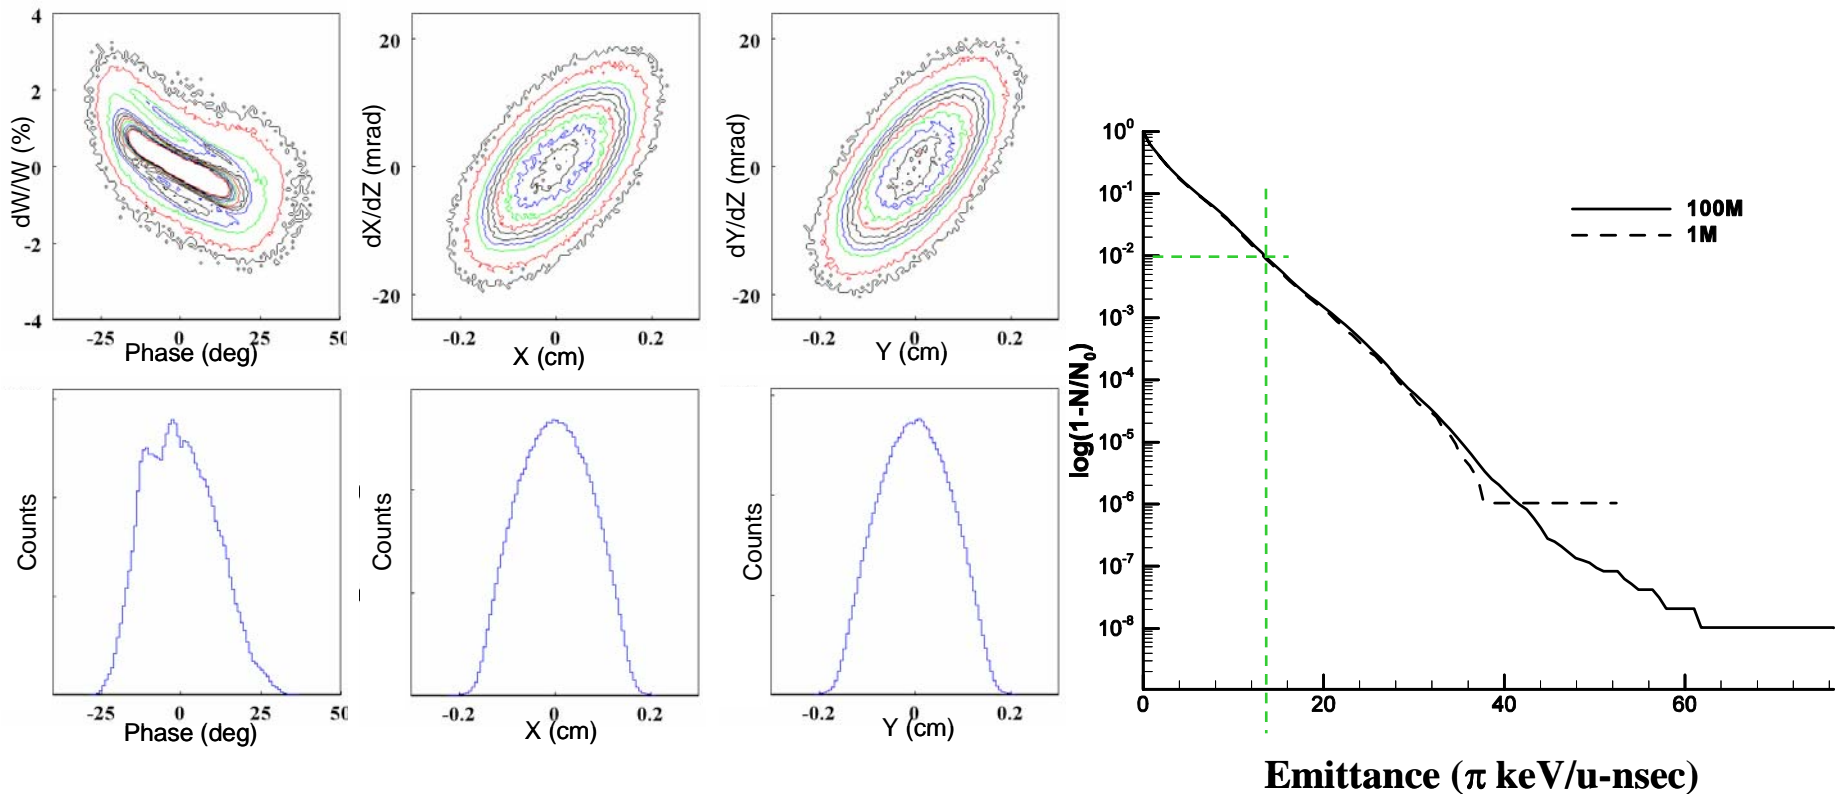 4
2
0
-2
-4
dW/W (%)
-25
0
25
50
Phase (deg)
20
0
-20
dX/dZ (mrad)
-0.2
0
0.2
X (cm)
20
0
-20
dY/dZ (mrad)
-0.2
0
0.2
Y (cm)
Counts
-25
0
25
50
Phase (deg)
Counts
-0.2
0
0.2
X (cm)
Counts
-0.2
0
0.2
Y (cm)
10⁰
10⁻¹
10⁻²
10⁻³
10⁻⁴
10⁻⁵
10⁻⁶
10⁻⁷
10⁻⁸
log(1-N/N₀)
100M
1M
0
20
40
60
Emittance (π keV/u-nsec)